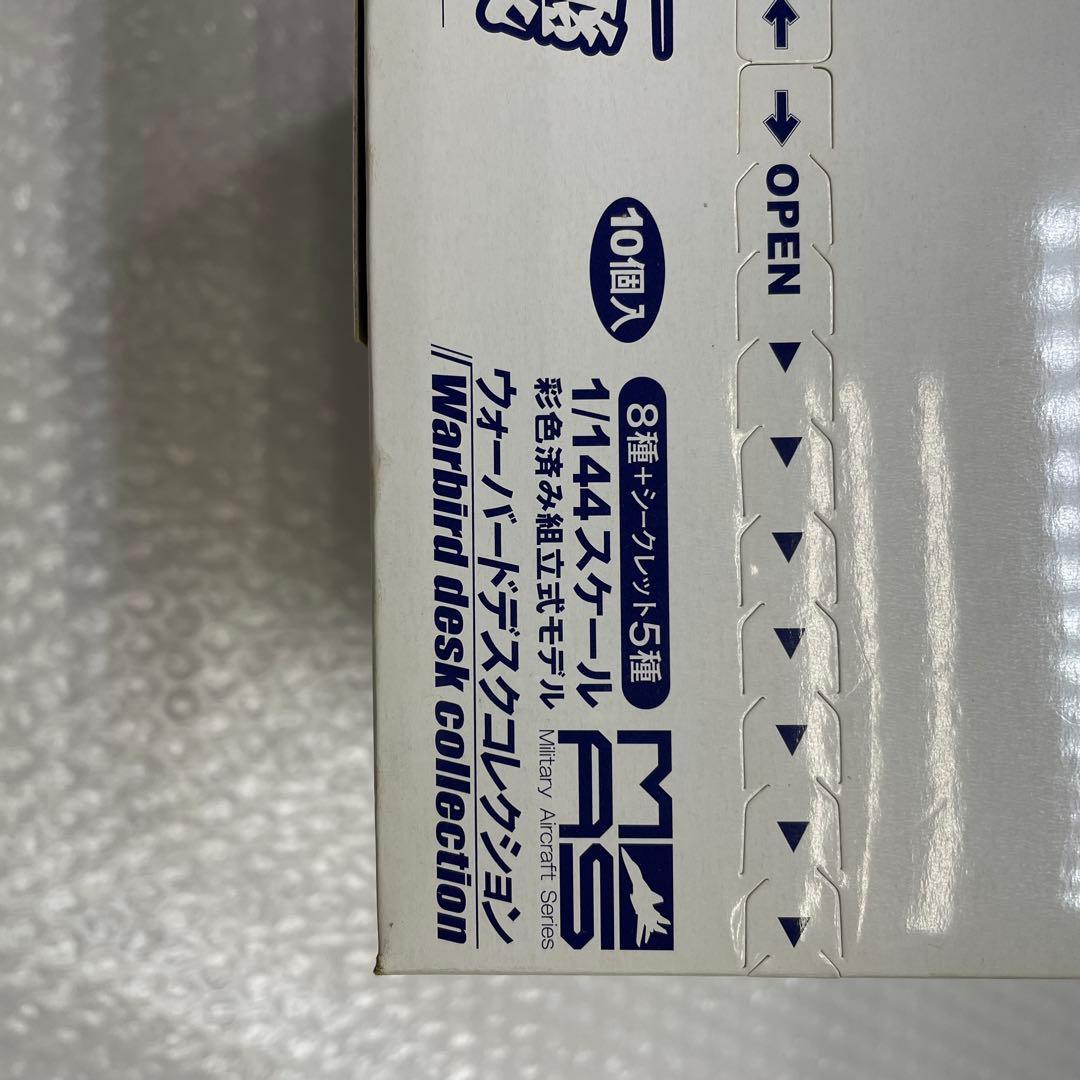 OPEN
10個入
8種+シークレット5種
1/144スケール
彩色済み組立式モデル
ウォーバードデスクコレクション
Warbird desk collection
M
AS
Military Aircraft Series